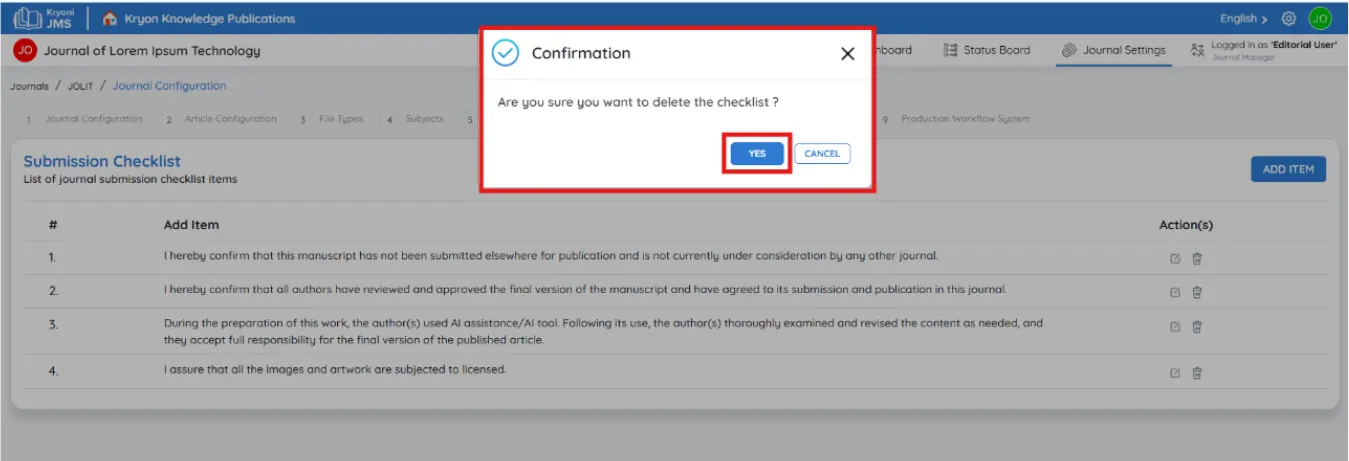 Kryoni
JMS
Kryon Knowledge Publications
English
JO
JO
Journal of Lorem Ipsum Technology
Status Board
Journal Settings
Logged in as 'Editorial User'
Journal Manager
Confirmation
Are you sure you want to delete the checklist ?
YES
CANCEL
Journals / JOLIT / Journal Configuration
1 Journal Configuration
2 Article Configuration
3 File Types
4 Subjects
5
9 Production Workflow System
Submission Checklist
List of journal submission checklist items
ADD ITEM
# Add Item Action(s)
1. I hereby confirm that this manuscript has not been submitted elsewhere for publication and is not currently under consideration by any other journal.
2. I hereby confirm that all authors have reviewed and approved the final version of the manuscript and have agreed to its submission and publication in this journal.
3. During the preparation of this work, the author(s) used AI assistance/AI tool. Following its use, the author(s) thoroughly examined and revised the content as needed, and
they accept full responsibility for the final version of the published article.
4. I assure that all the images and artwork are subjected to licensed.